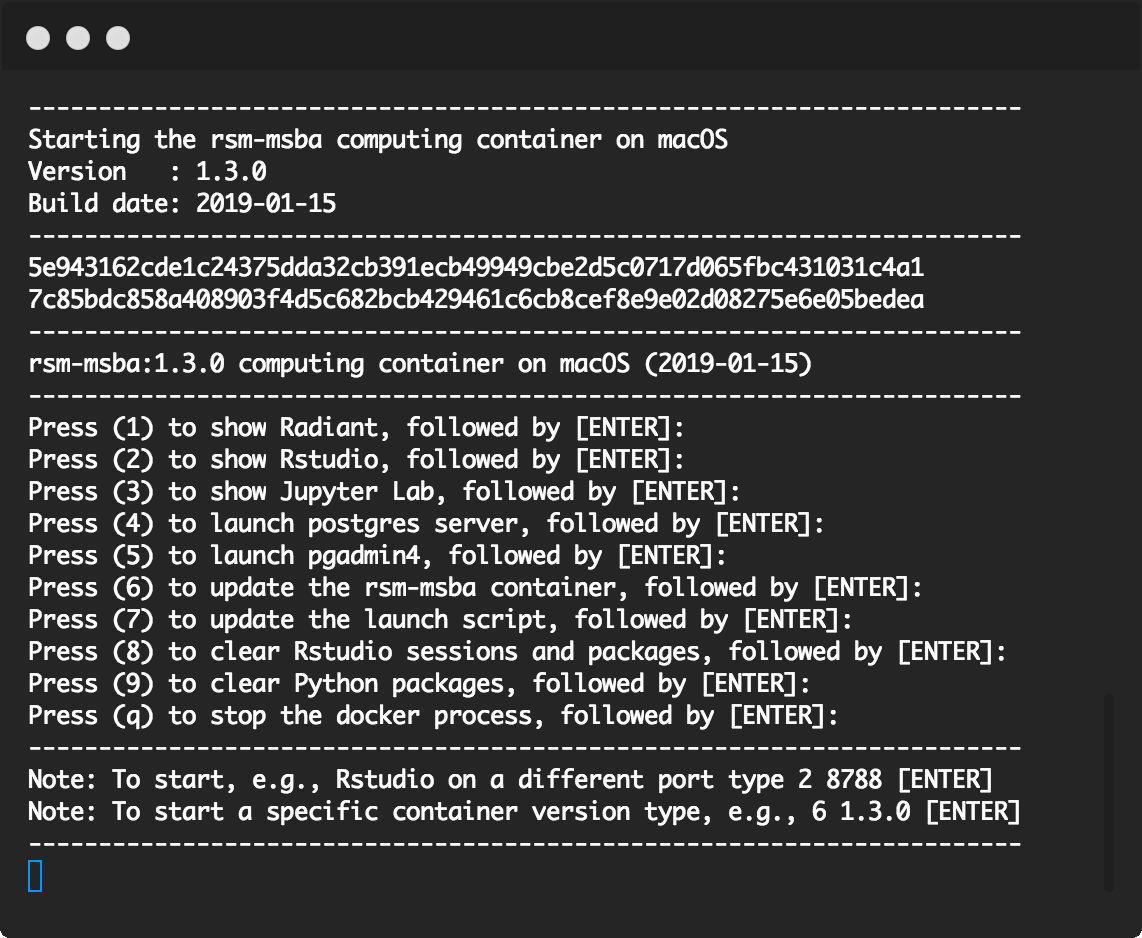 -----------------------------------------------------------------------
Starting the rsm-msba computing container on macOS
Version   : 1.3.0
Build date: 2019-01-15
-----------------------------------------------------------------------
5e943162cde1c24375dda32cb391ecb49949cbe2d5c0717d065fbc431031c4a1
7c85bdc858a408903f4d5c682bcb429461c6cb8cef8e9e02d08275e6e05bedea
-----------------------------------------------------------------------
rsm-msba:1.3.0 computing container on macOS (2019-01-15)
-----------------------------------------------------------------------
Press (1) to show Radiant, followed by [ENTER]:
Press (2) to show Rstudio, followed by [ENTER]:
Press (3) to show Jupyter Lab, followed by [ENTER]:
Press (4) to launch postgres server, followed by [ENTER]:
Press (5) to launch pgadmin4, followed by [ENTER]:
Press (6) to update the rsm-msba container, followed by [ENTER]:
Press (7) to update the launch script, followed by [ENTER]:
Press (8) to clear Rstudio sessions and packages, followed by [ENTER]:
Press (9) to clear Python packages, followed by [ENTER]:
Press (q) to stop the docker process, followed by [ENTER]:
-----------------------------------------------------------------------
Note: To start, e.g., Rstudio on a different port type 2 8788 [ENTER]
Note: To start a specific container version type, e.g., 6 1.3.0 [ENTER]
-----------------------------------------------------------------------